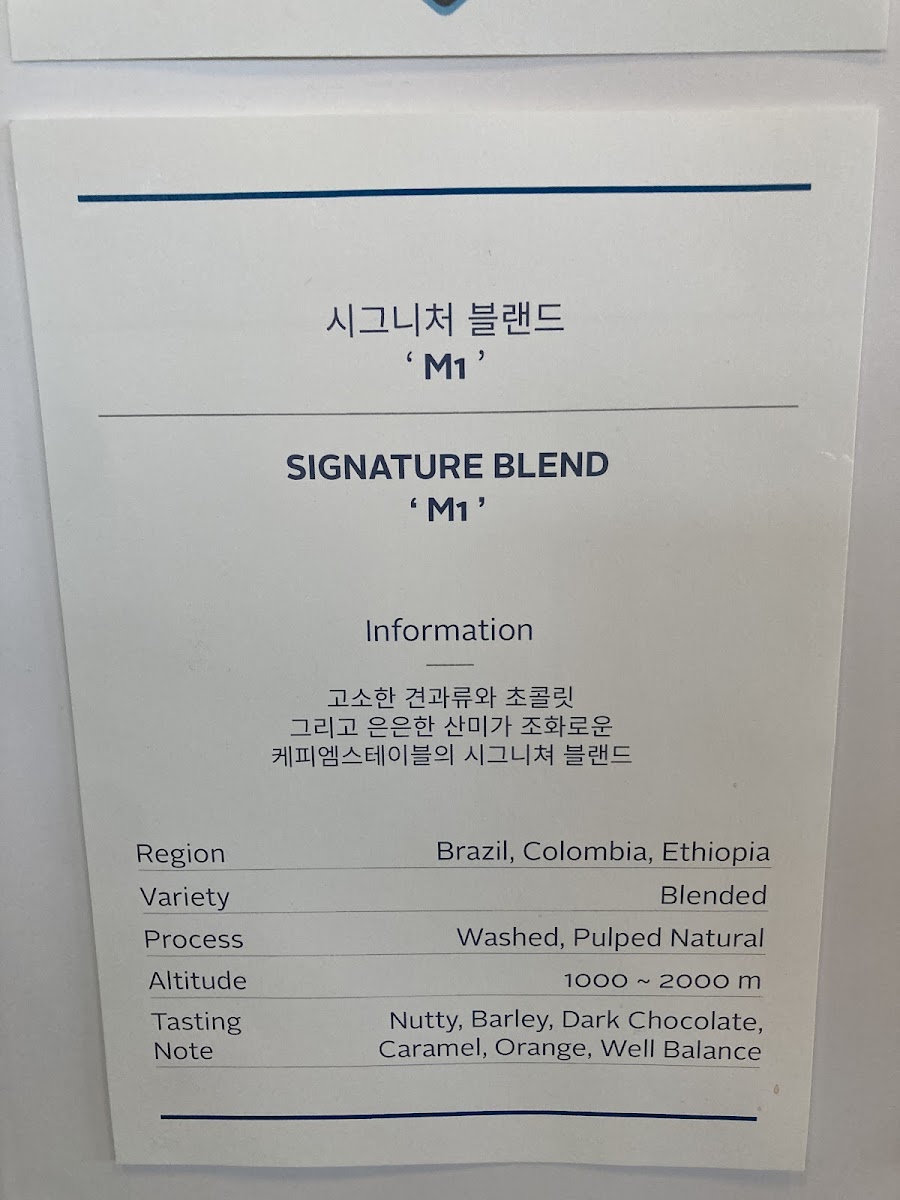 시그니처 블랜드
‘ M1 ’
SIGNATURE BLEND
‘ M1 ’
Information
고소한 견과류와 초콜릿
그리고 은은한 산미가 조화로운
케피엠스테이블의 시그니쳐 블랜드
Region Brazil, Colombia, Ethiopia
Variety Blended
Process Washed, Pulped Natural
Altitude 1000 ~ 2000 m
Tasting Nutty, Barley, Dark Chocolate,
Note Caramel, Orange, Well Balance